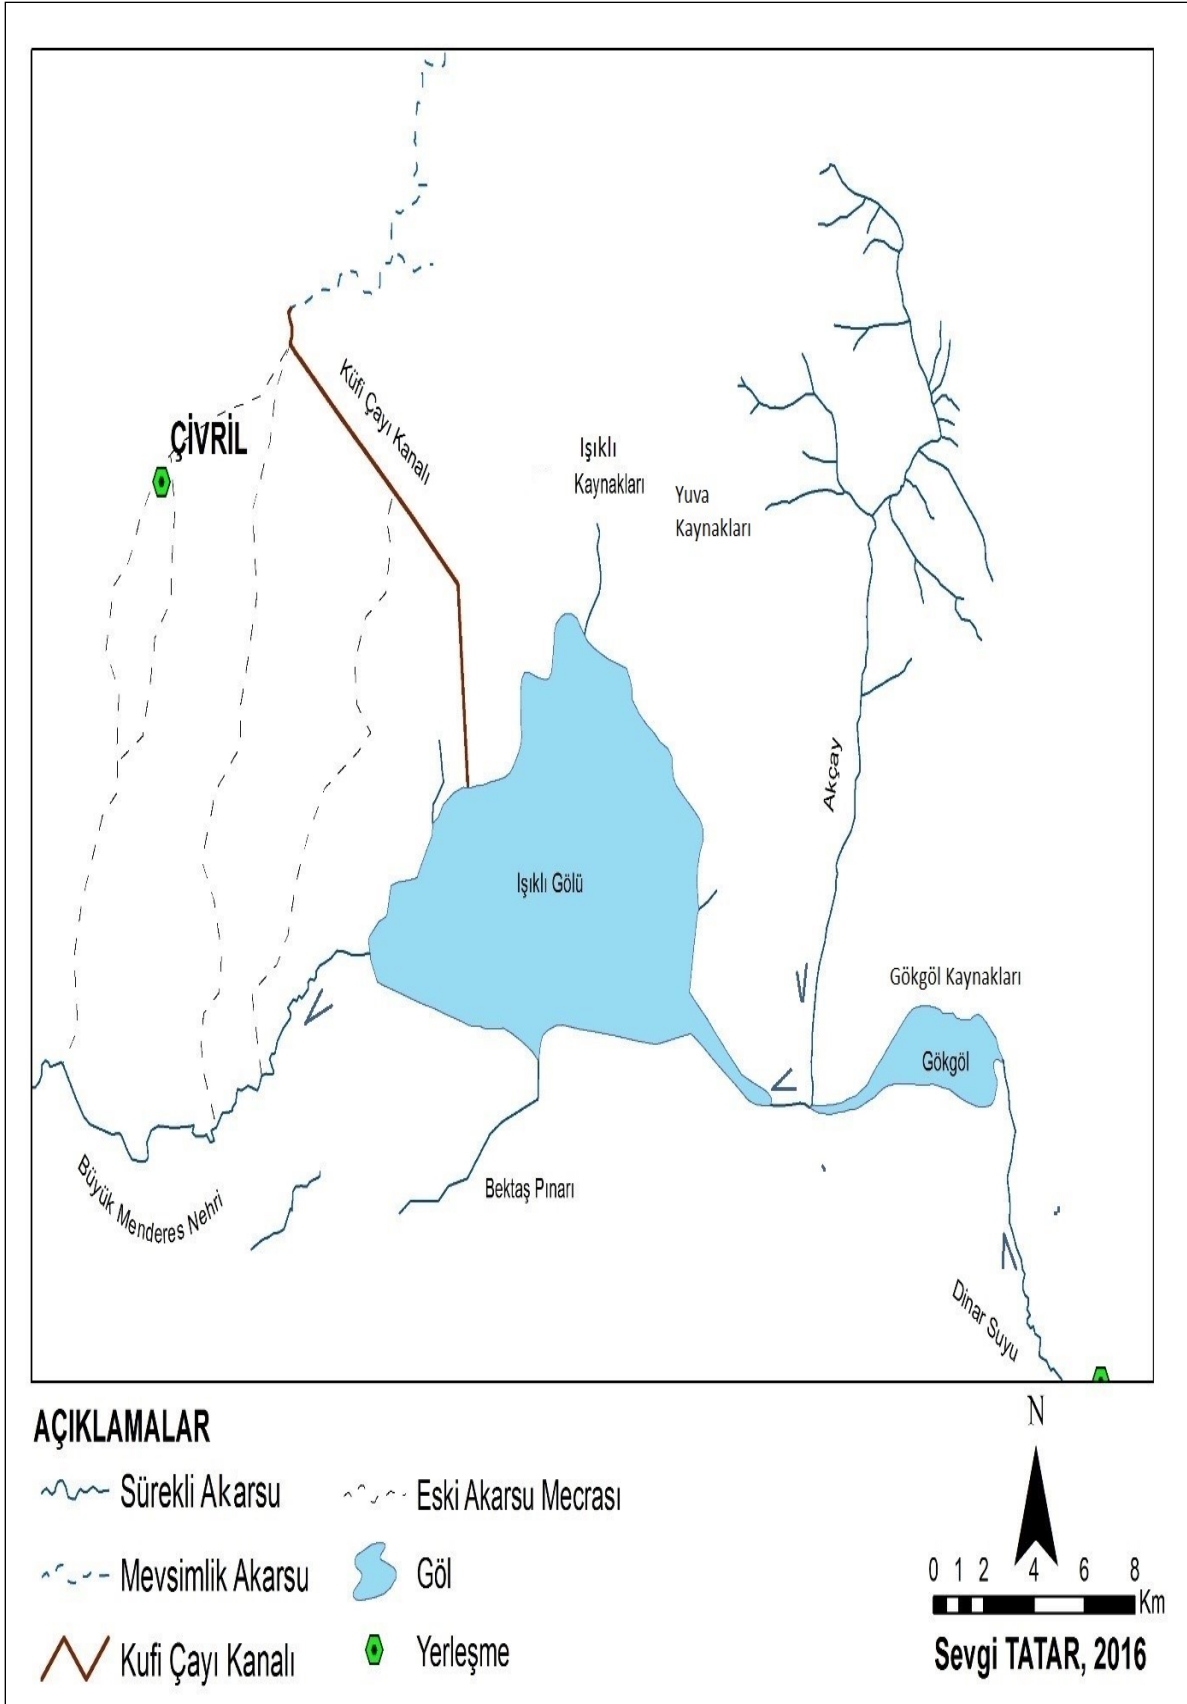 Küfi Çayı Kanalı
ÇİVRİL
Işıklı
Kaynakları
Yuva
Kaynakları
Akçay
Işıklı Gölü
Gökgöl Kaynakları
Gökgöl
Büyük Menderes Nehri
Bektaş Pınarı
Dinar Suyu
AÇIKLAMALAR
Sürekli Akarsu
Eski Akarsu Mecrası
Mevsimlik Akarsu
Göl
Kufi Çayı Kanalı
Yerleşme
N
0 1 2 4 6 8
Km
Sevgi TATAR, 2016